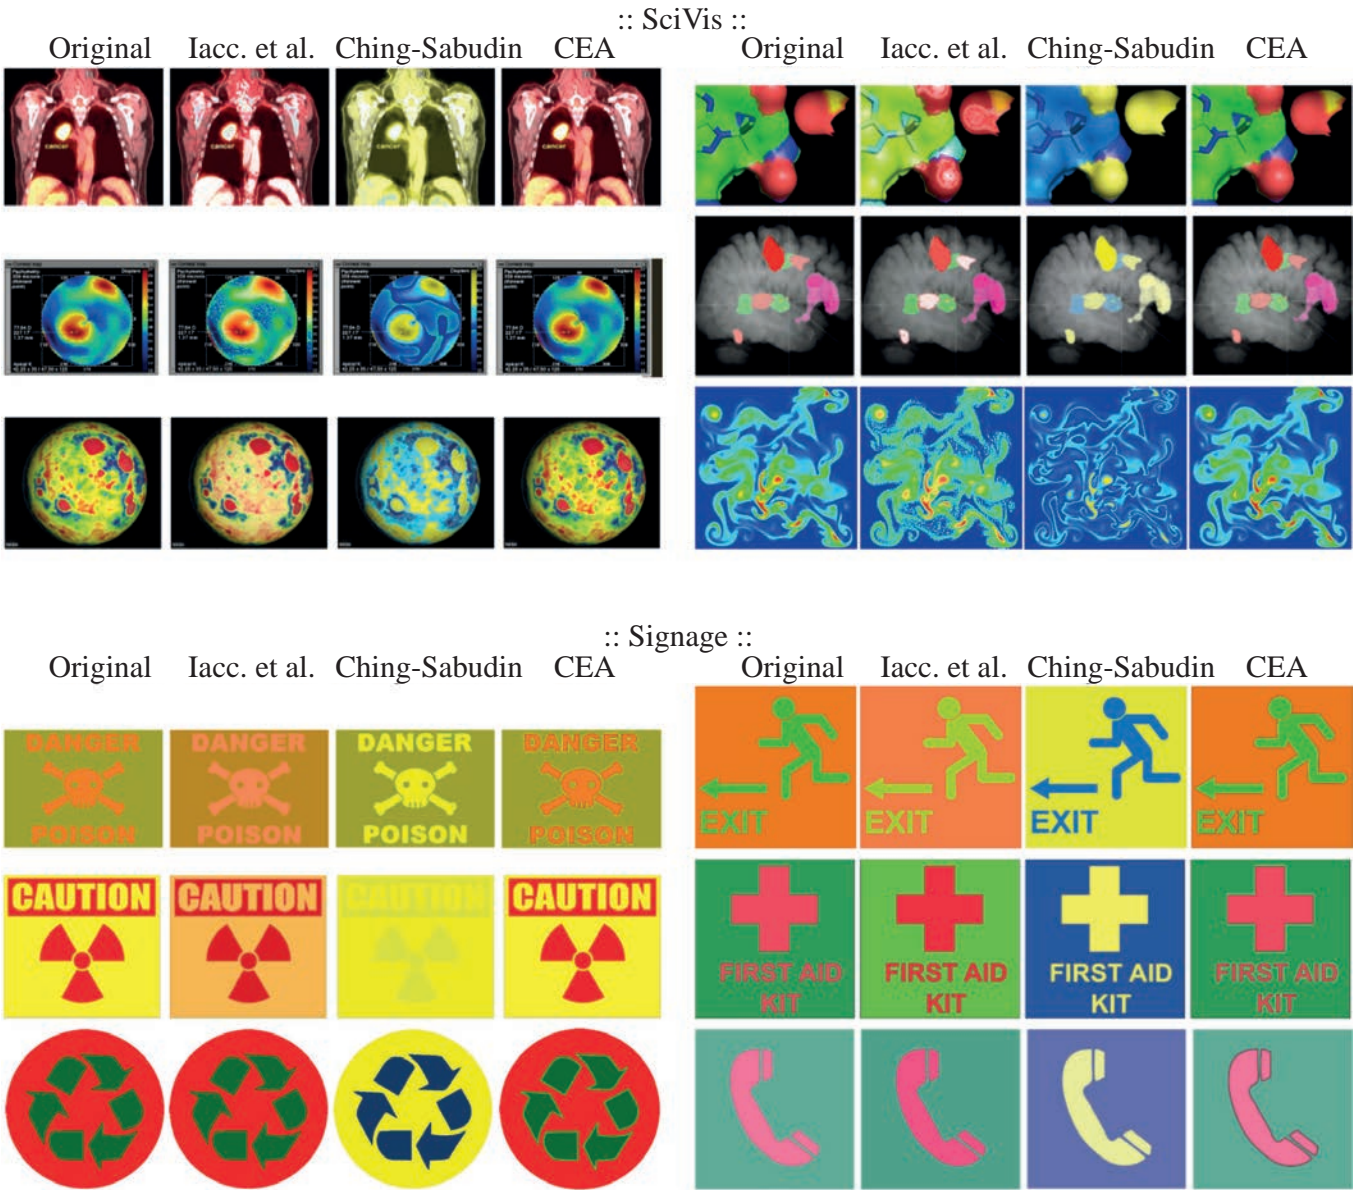 :: SciVis ::
Original Iacc. et al. Ching-Sabudin CEA Original Iacc. et al. Ching-Sabudin CEA
cancer cancer cancer cancer
:: Signage ::
Original Iacc. et al. Ching-Sabudin CEA Original Iacc. et al. Ching-Sabudin CEA
DANGER DANGER DANGER DANGER
POISON POISON POISON POISON
EXIT EXIT EXIT EXIT
CAUTION CAUTION CAUTION CAUTION
FIRST AID FIRST AID FIRST AID FIRST AID
KIT KIT KIT KIT